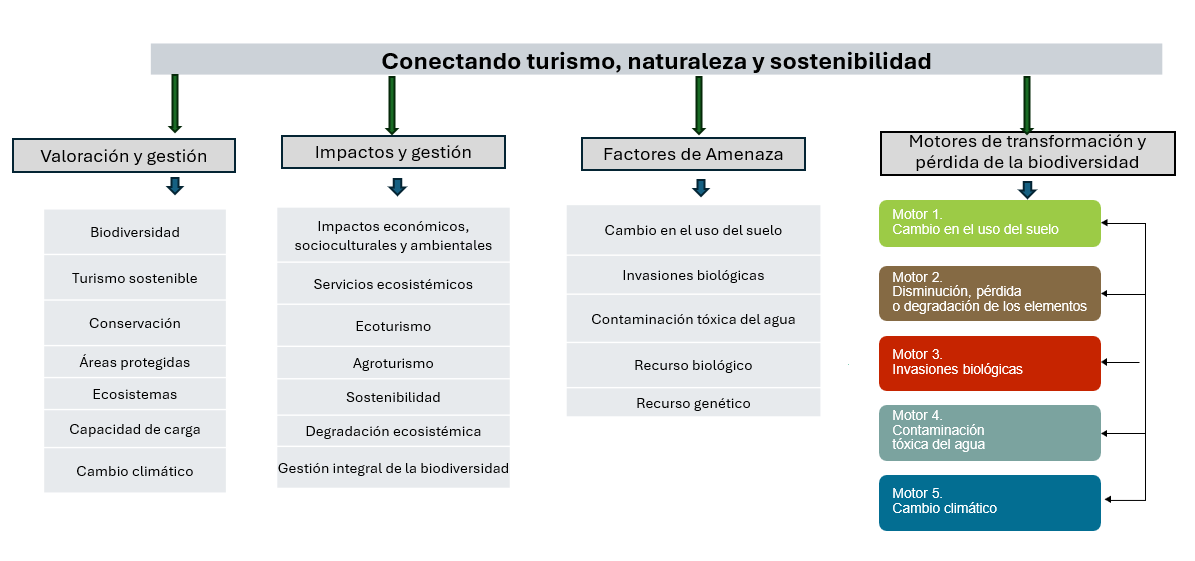 Conectando turismo, naturaleza y sostenibilidad
Valoración y gestión
Biodiversidad
Turismo sostenible
Conservación
Áreas protegidas
Ecosistemas
Capacidad de carga
Cambio climático
Impactos y gestión
Impactos económicos,
socioculturales y ambientales
Servicios ecosistémicos
Ecoturismo
Agroturismo
Sostenibilidad
Degradación ecosistémica
Gestión integral de la biodiversidad
Factores de Amenaza
Cambio en el uso del suelo
Invasiones biológicas
Contaminación tóxica del agua
Recurso biológico
Recurso genético
Motores de transformación y
pérdida de la biodiversidad
Motor 1.
Cambio en el uso del suelo
Motor 2.
Disminución, pérdida
o degradación de los elementos
Motor 3.
Invasiones biológicas
Motor 4.
Contaminación
tóxica del agua
Motor 5.
Cambio climático